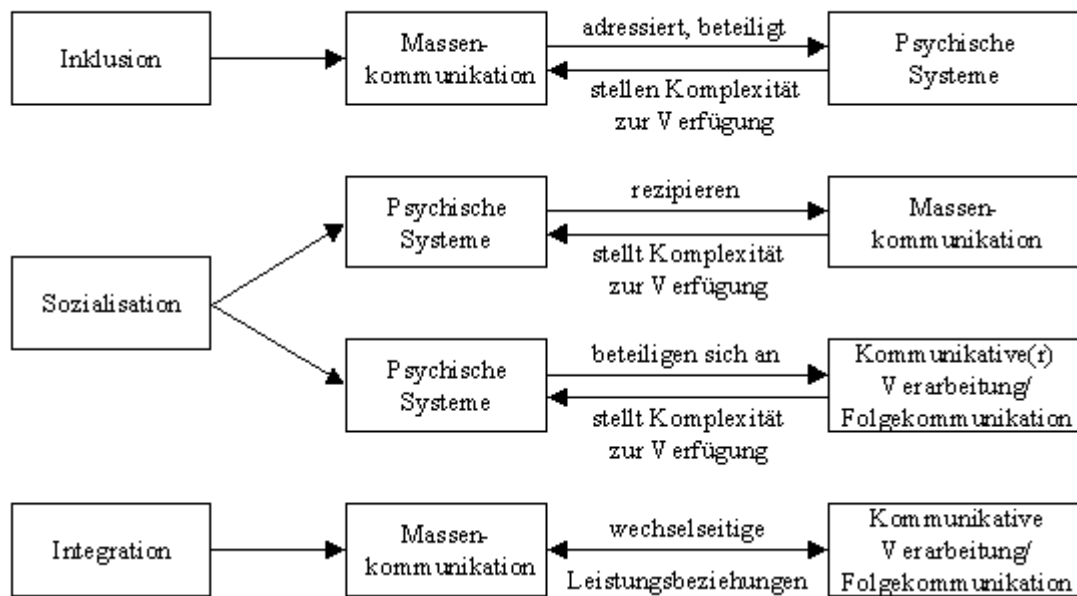 Inklusion
Massen-
kommunikation
adressiert, beteiligt
stellen Komplexität
zur Verfügung
Psychische
Systeme
Sozialisation
Psychische
Systeme
rezipieren
stellt Komplexität
zur Verfügung
Massen-
kommunikation
Psychische
Systeme
beteiligen sich an
stellt Komplexität
zur Verfügung
Kommunikative(r)
Verarbeitung/
Folgekommunikation
Integration
Massen-
kommunikation
wechselseitige
Leistungsbeziehungen
Kommunikative
Verarbeitung/
Folgekommunikation